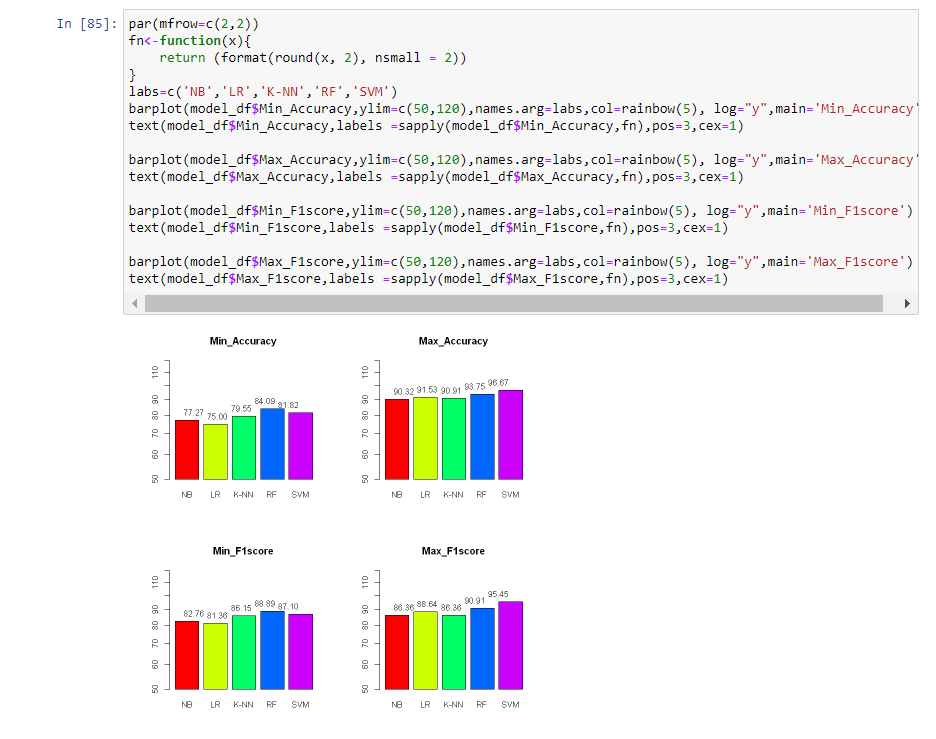 In [85]:
par(mfrow=c(2,2))
fn<-function(x){
    return (format(round(x, 2), nsmall = 2))
}
labs=c('NB','LR','K-NN','RF','SVM')
barplot(model_df$Min_Accuracy,ylim=c(50,120),names.arg=labs,col=rainbow(5), log="y",main='Min_Accuracy'
text(model_df$Min_Accuracy,labels =sapply(model_df$Min_Accuracy,fn),pos=3,cex=1)
barplot(model_df$Max_Accuracy,ylim=c(50,120),names.arg=labs,col=rainbow(5), log="y",main='Max_Accuracy'
text(model_df$Max_Accuracy,labels =sapply(model_df$Max_Accuracy,fn),pos=3,cex=1)
barplot(model_df$Min_F1score,ylim=c(50,120),names.arg=labs,col=rainbow(5), log="y",main='Min_F1score')
text(model_df$Min_F1score,labels =sapply(model_df$Min_F1score,fn),pos=3,cex=1)
barplot(model_df$Max_F1score,ylim=c(50,120),names.arg=labs,col=rainbow(5), log="y",main='Max_F1score')
text(model_df$Max_F1score,labels =sapply(model_df$Max_F1score,fn),pos=3,cex=1)
Min_Accuracy
110
90
80
70
60
50
77.27 75.00 79.55 84.09 81.82
NB LR K-NN RF SVM
Max_Accuracy
110
90
80
70
60
50
90.32 91.53 90.91 93.75 96.67
NB LR K-NN RF SVM
Min_F1score
110
90
80
70
60
50
82.76 81.36 86.15 88.89 87.10
NB LR K-NN RF SVM
Max_F1score
110
90
80
70
60
50
86.36 88.64 86.36 90.91 95.45
NB LR K-NN RF SVM